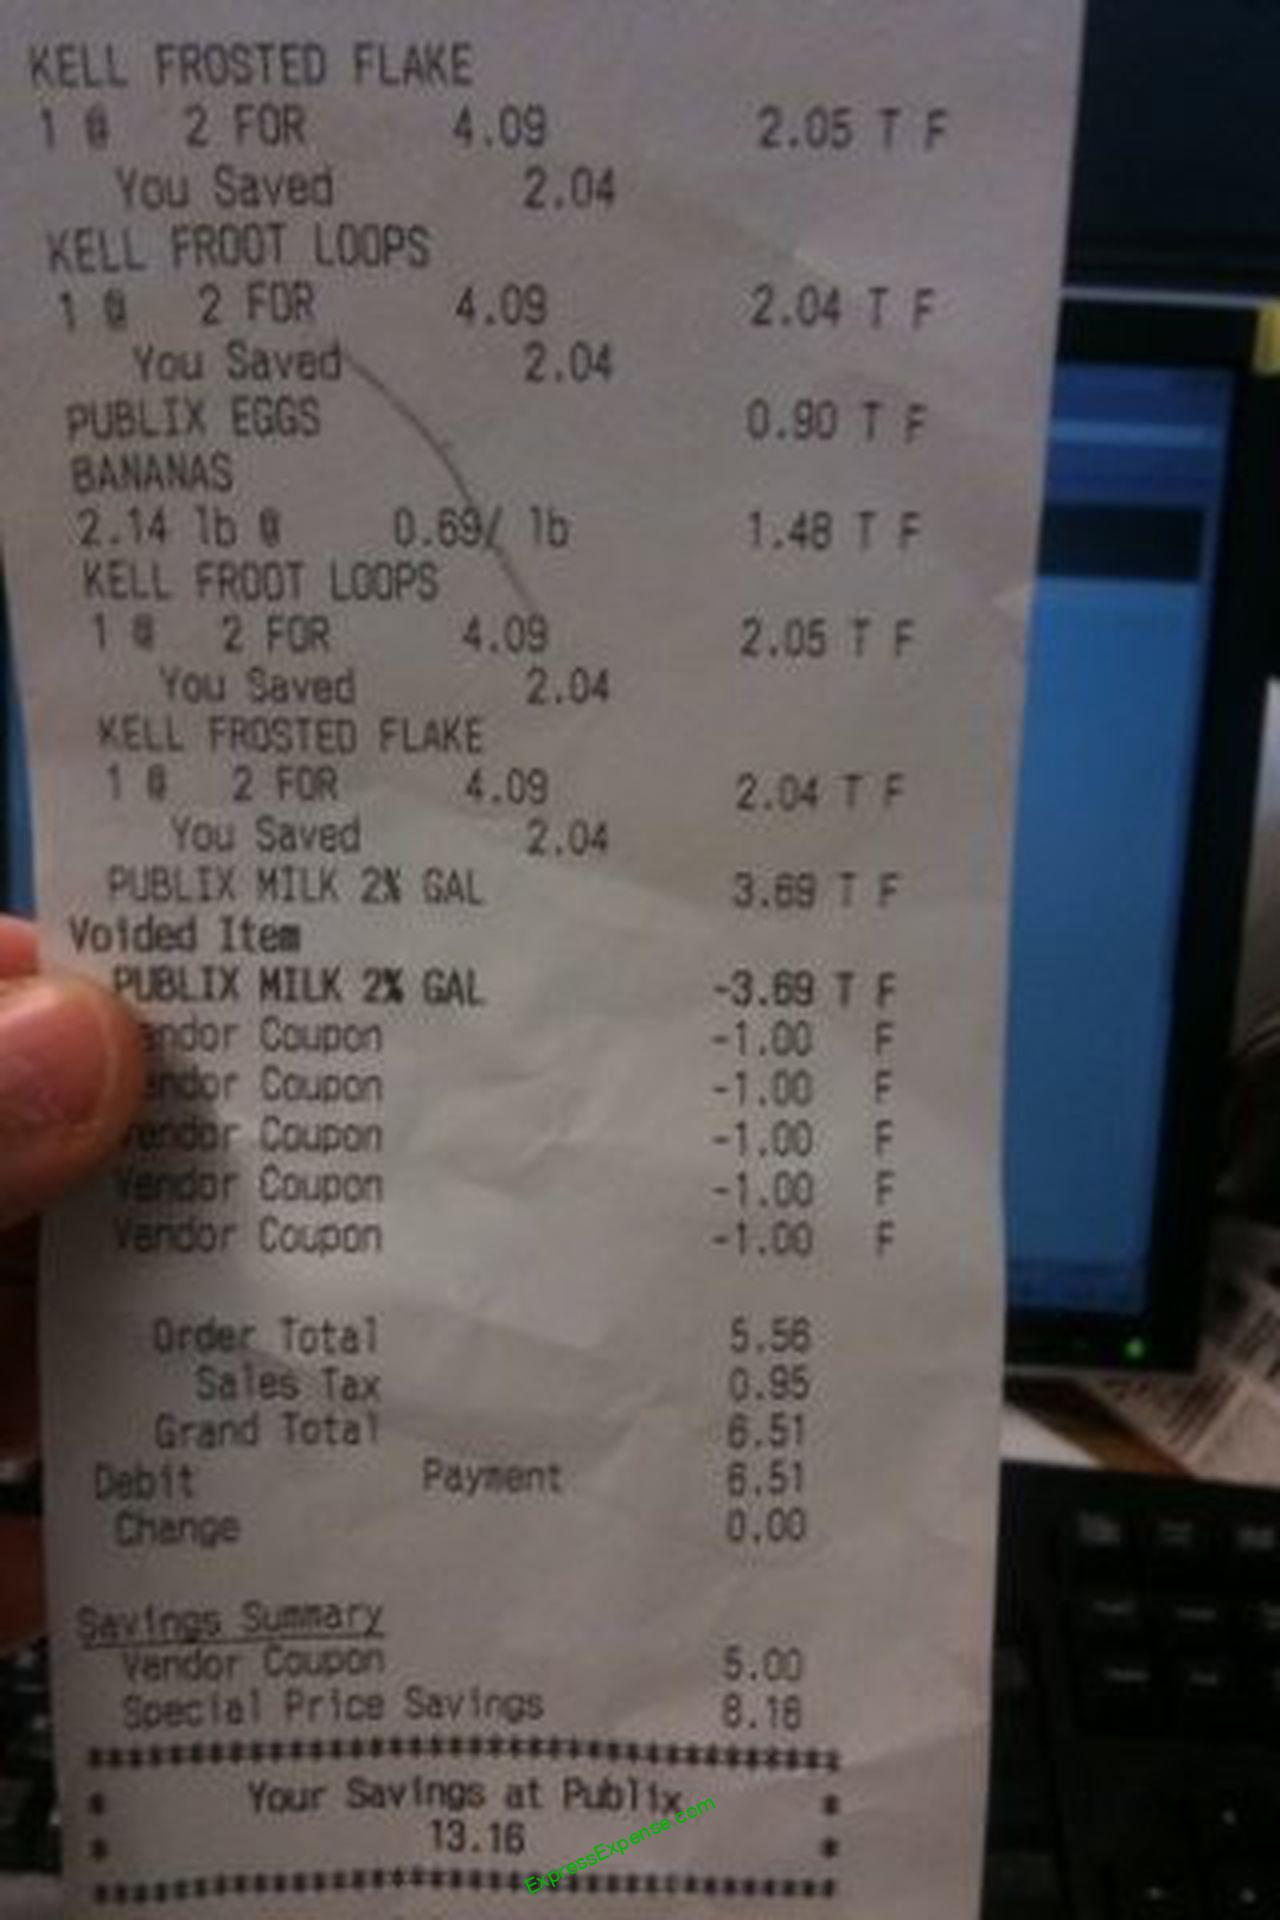 KELL FROSTED FLAKE
1 @ 2 FOR 4.09 2.05 T F
You Saved 2.04
KELL FROOT LOOPS
1 @ 2 FOR 4.09 2.04 T F
You Saved 2.04
PUBLIX EGGS 0.90 T F
BANANAS
2.14 lb @ 0.69/ lb 1.48 T F
KELL FROOT LOOPS
1 @ 2 FOR 4.09 2.05 T F
You Saved 2.04
KELL FROSTED FLAKE
1 @ 2 FOR 4.09 2.04 T F
You Saved 2.04
PUBLIX MILK 2% GAL 3.69 T F
Voided Item
PUBLIX MILK 2% GAL -3.69 T F
endor Coupon -1.00 F
endor Coupon -1.00 F
Vendor Coupon -1.00 F
Vendor Coupon -1.00 F
Vendor Coupon -1.00 F
Order Total 5.56
Sales Tax 0.95
Grand Total 6.51
Debit Payment 6.51
Change 0.00
Savings Summary
Vendor Coupon 5.00
Special Price Savings 8.16
**************************************
* Your Savings at Publix *
* 13.16 *
**************************************
ExpressExpense.com